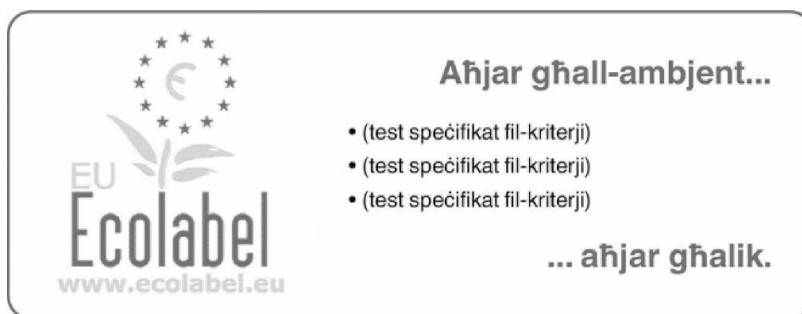 EU
Ecolabel
www.ecolabel.eu
Aħjar għall-ambjent...
• (test speċifikat fil-kriterji)
• (test speċifikat fil-kriterji)
• (test speċifikat fil-kriterji)
... aħjar għalik.